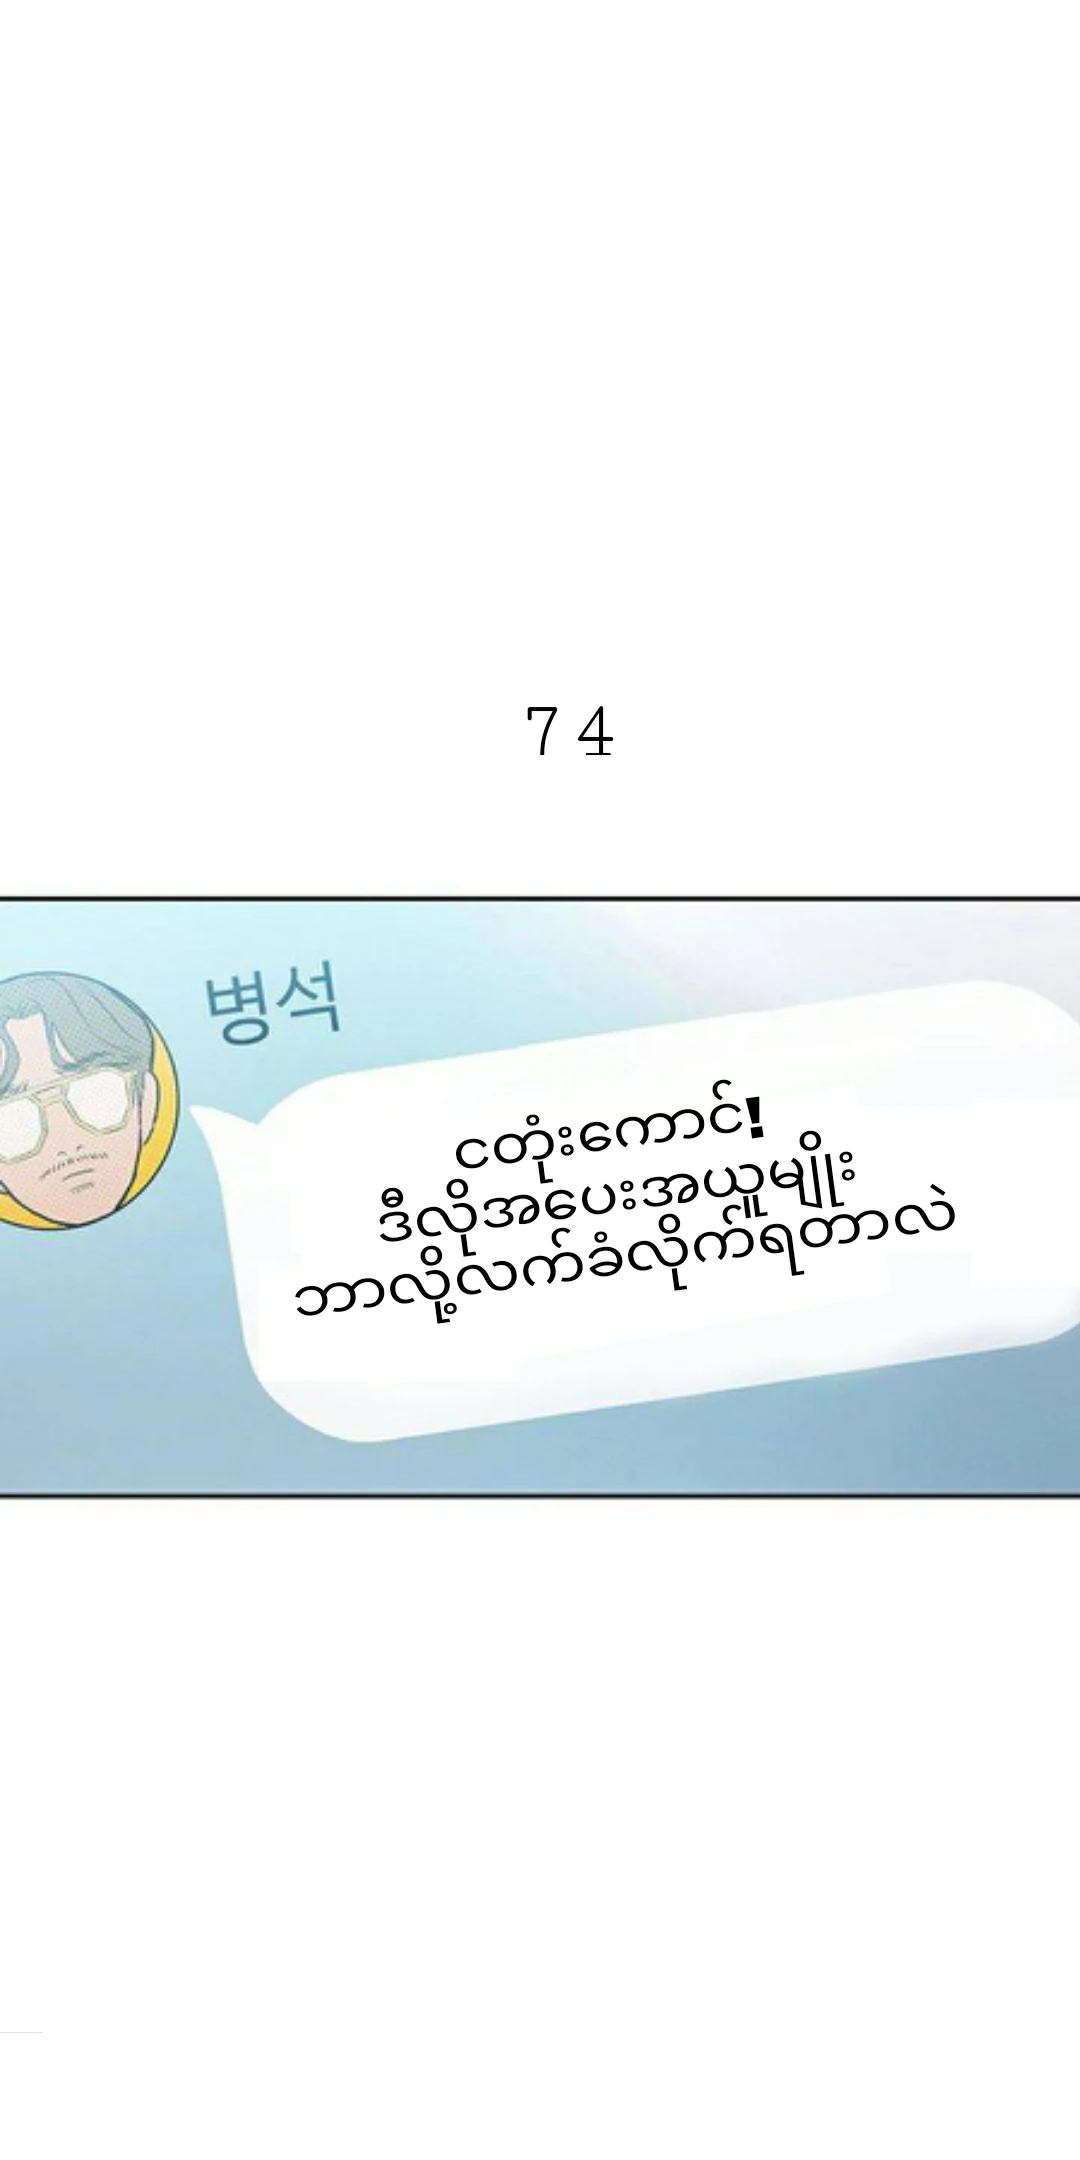 74
병석
ငတုံးကောင်!
ဒီလိုအပေးအယူမျိုး
ဘာလို့လက်ခံလိုက်ရတာလဲ